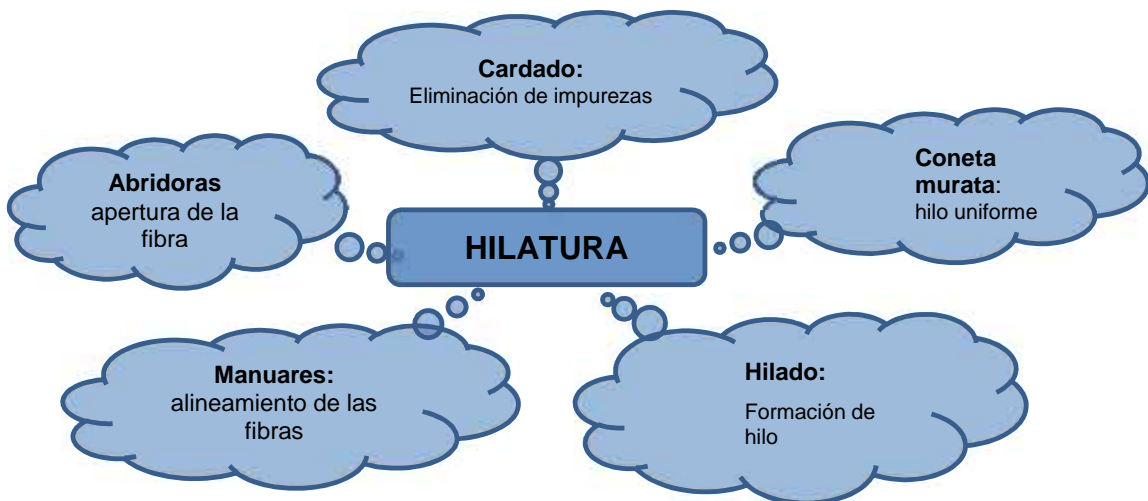 Cardado:
Eliminación de impurezas
Abridoras
apertura de la
fibra
Coneta
murata:
hilo uniforme
HILATURA
Manuares:
alineamiento de las
fibras
Hilado:
Formación de
hilo